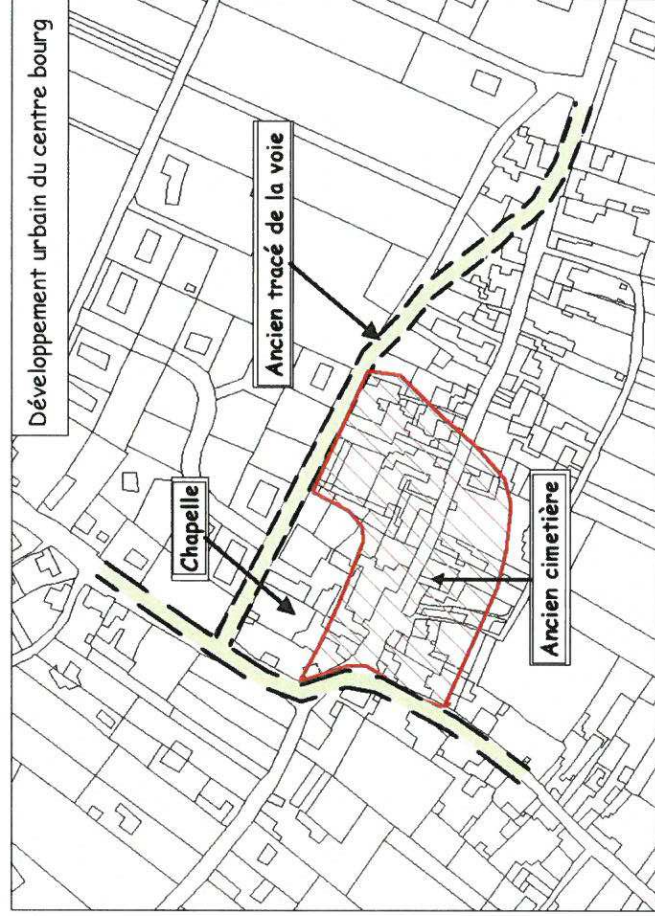 Développement urbain du centre bourg
Ancien tracé de la voie
Chapelle
Ancien cimetière